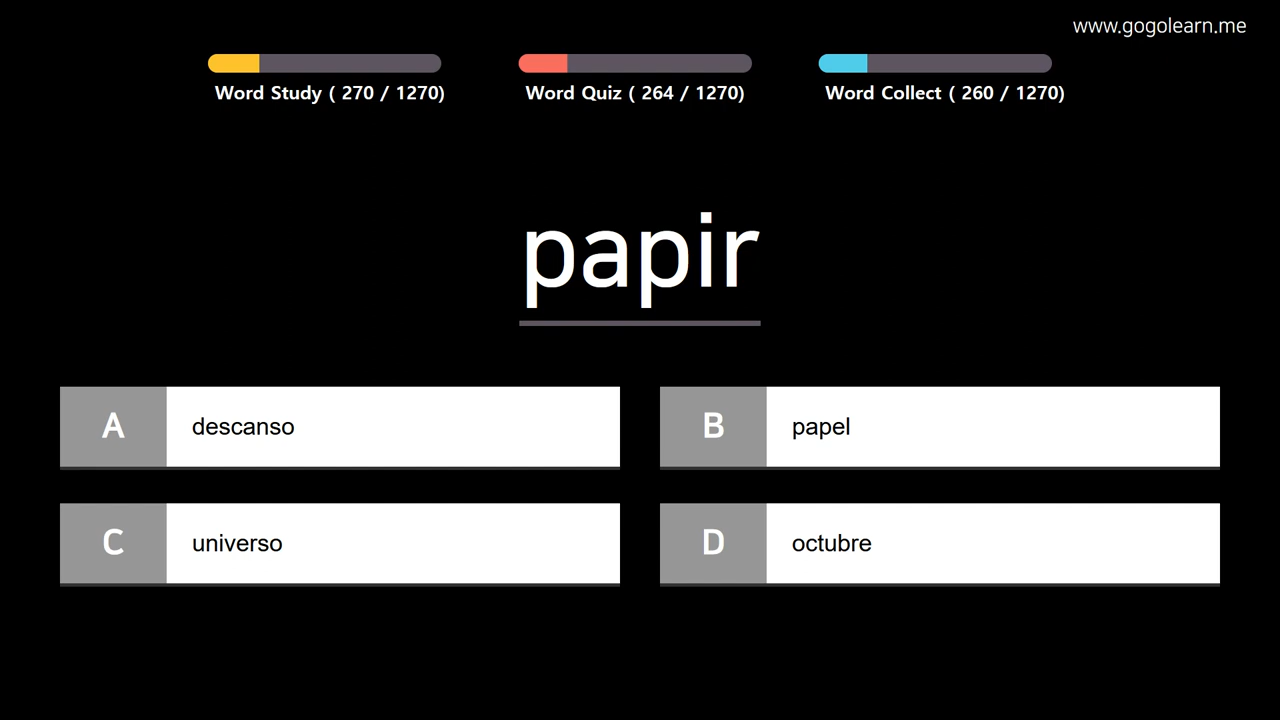 www.gogolearn.me
Word Study ( 270 / 1270)
Word Quiz ( 264 / 1270)
Word Collect ( 260 / 1270)
papir
A
descanso
B
papel
C
universo
D
octubre